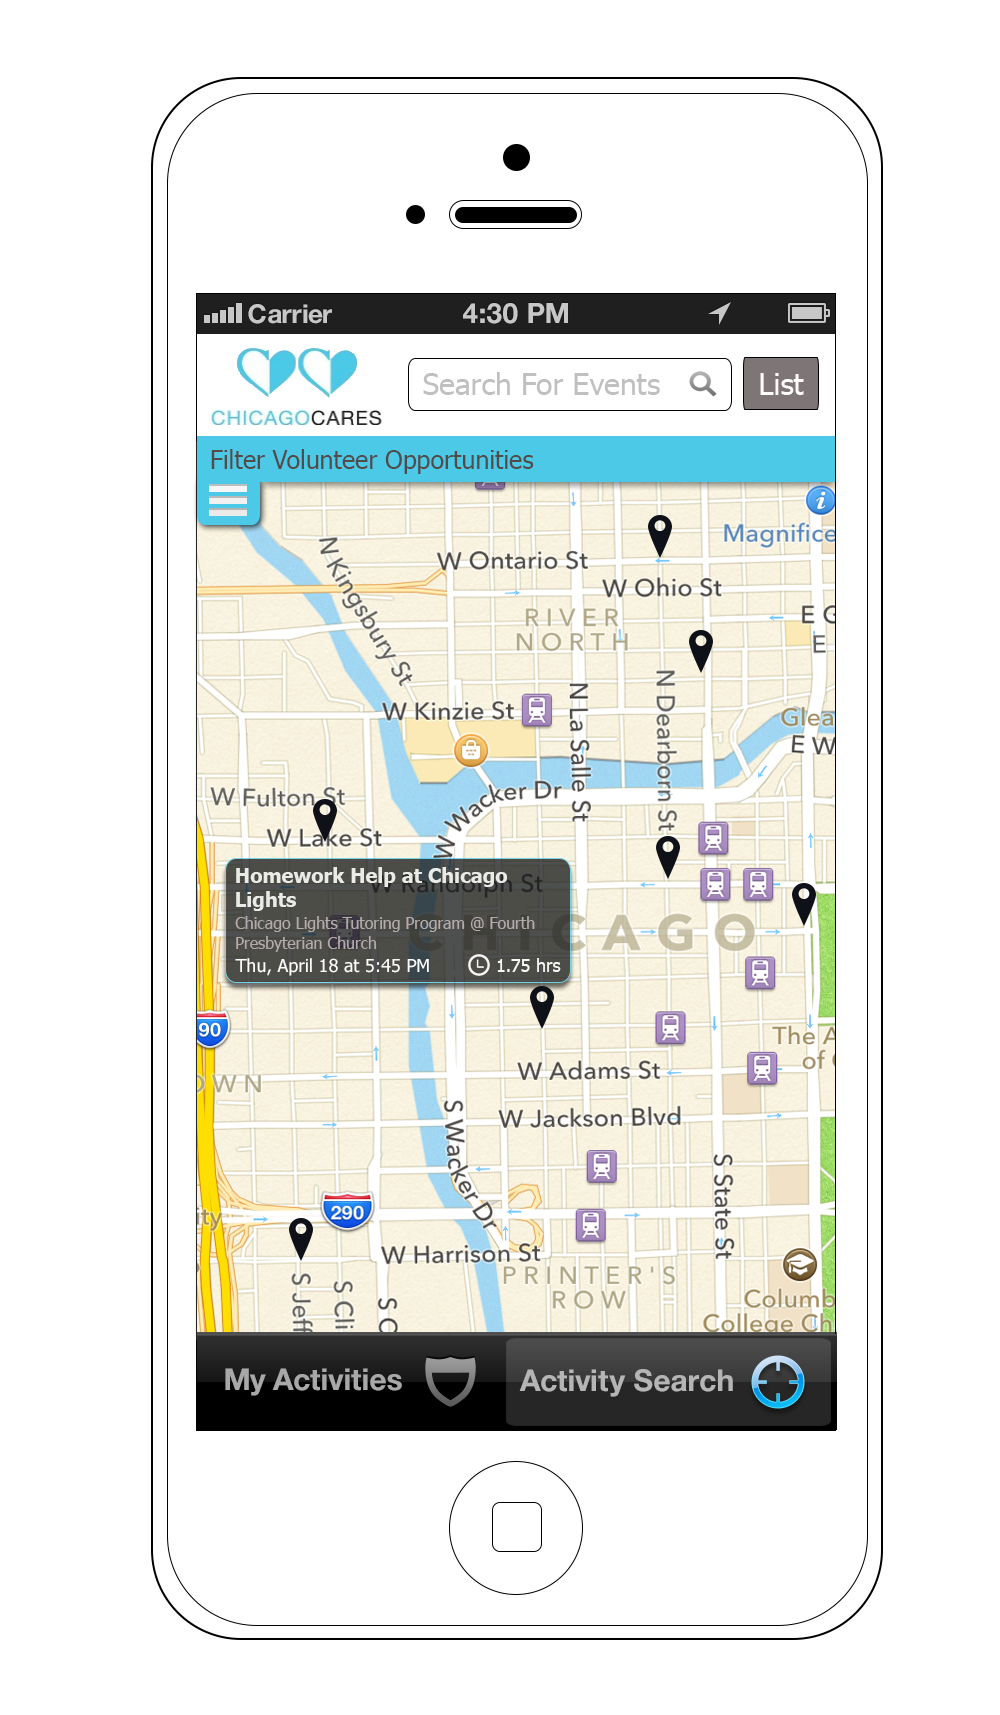 Carrier
4:30 PM
CHICAGOCARES
Search For Events
List
Filter Volunteer Opportunities
Magnifice
N Kingsbury St
W Ontario St
W Ohio St
RIVER
NORTH
E G
E
N La Salle St
N Dearborn St
W Kinzie St
Glea
E W
W Fulton St
W Wacker Dr
W Lake St
W Randolph St
Homework Help at Chicago
Lights
Chicago Lights Tutoring Program @ Fourth
Presbyterian Church
Thu, April 18 at 5:45 PM
1.75 hrs
CHICAGO
90
The A
of
OWN
W Adams St
W Jackson Blvd
S Wacker Dr
S State St
ity
290
W Harrison St
PRINTER'S
ROW
S Jeff
S Cli
S C
Columb
College Ch
My Activities
Activity Search